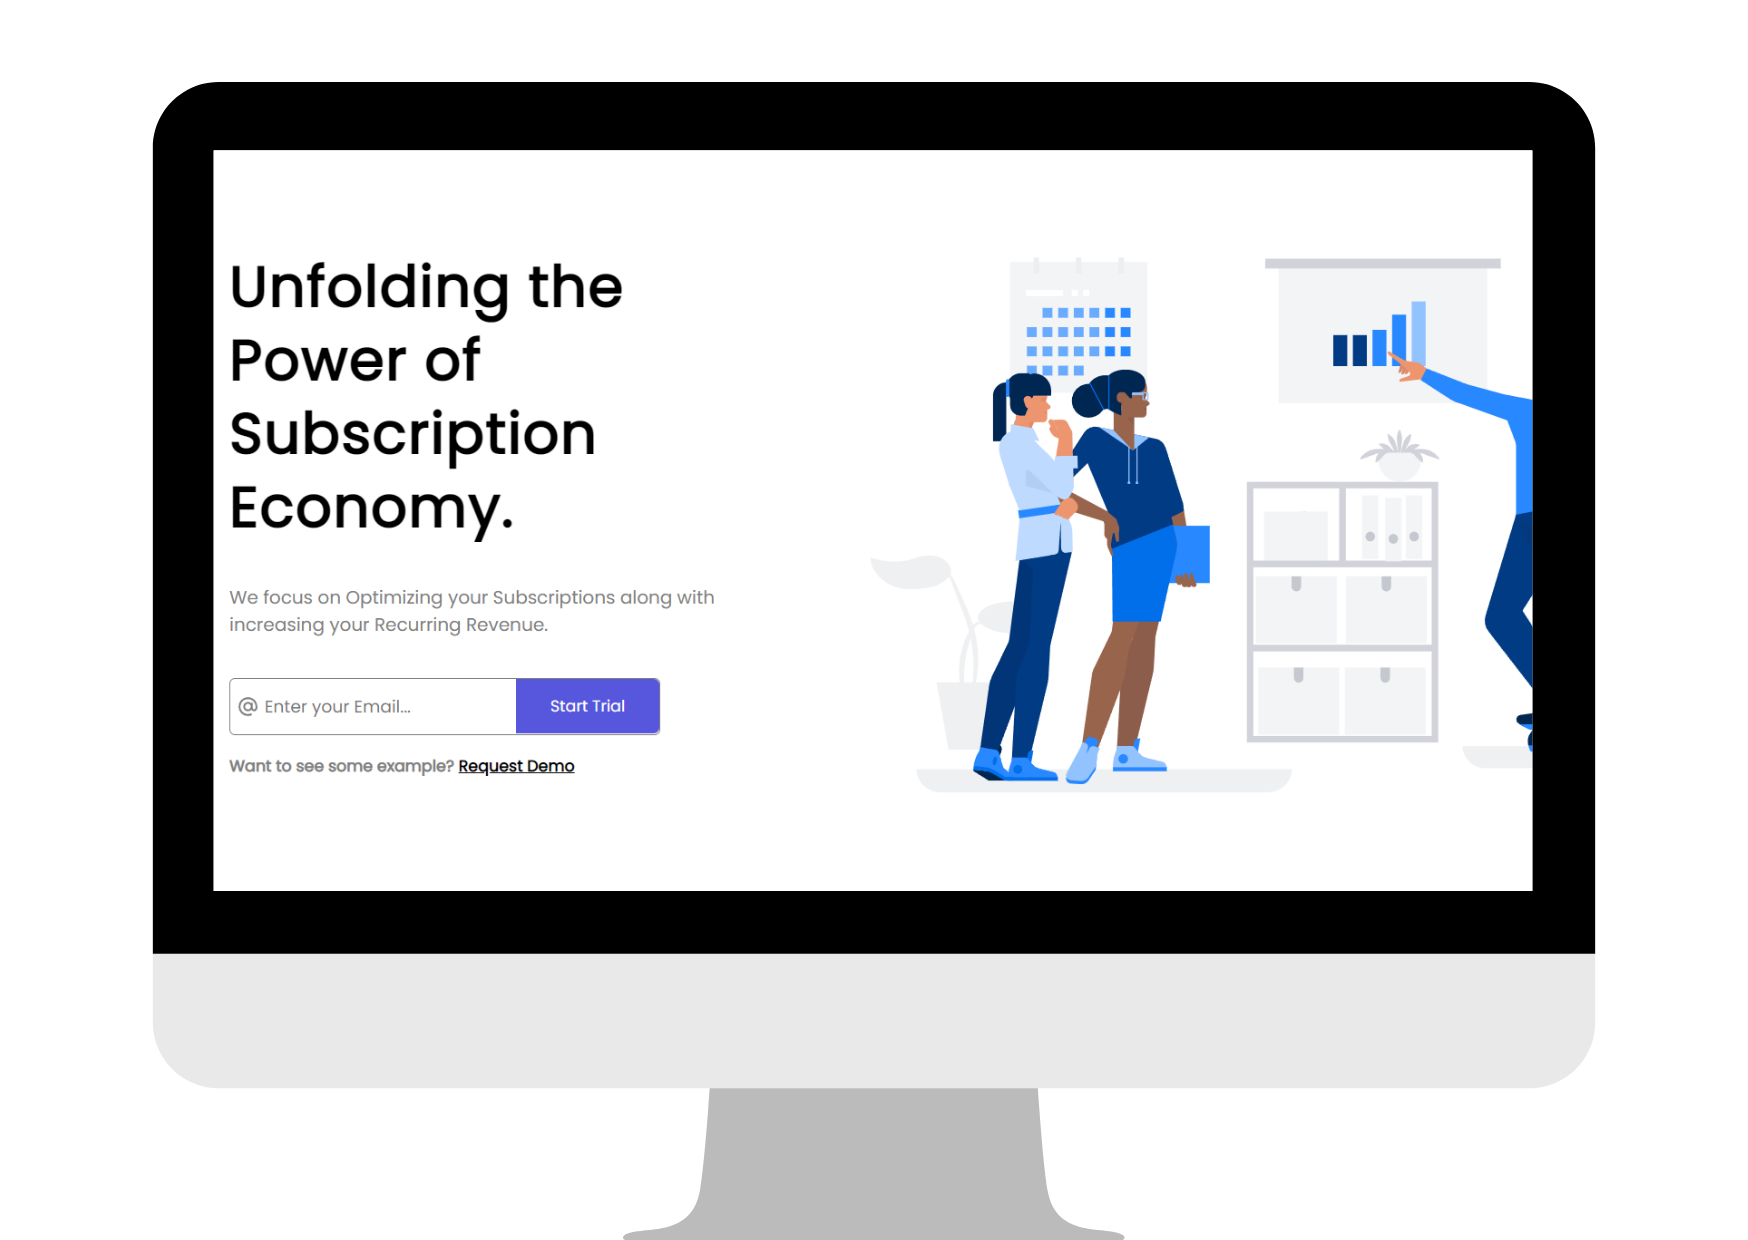 Unfolding the
Power of
Subscription
Economy.
We focus on Optimizing your Subscriptions along with
increasing your Recurring Revenue.
@ Enter your Email...
Start Trial
Want to see some example? Request Demo